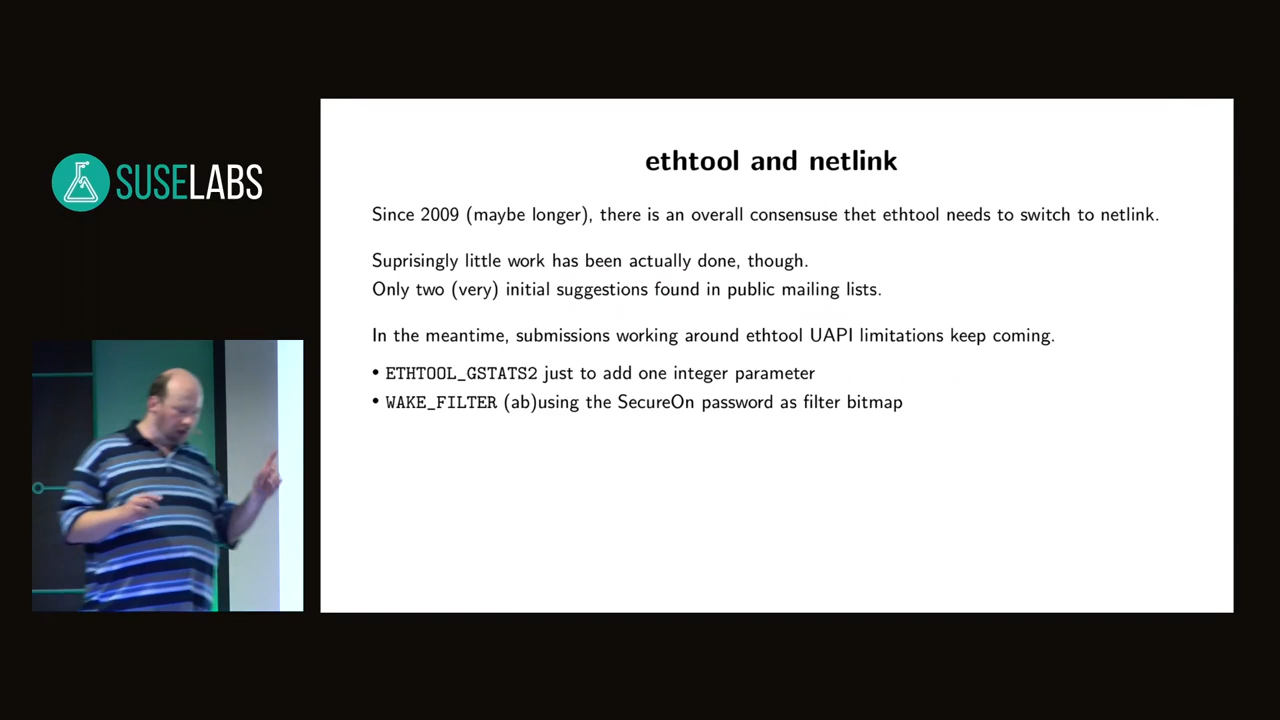 SUSELABS
ethtool and netlink
Since 2009 (maybe longer), there is an overall consensuse thet ethtool needs to switch to netlink.
Suprisingly little work has been actually done, though.
Only two (very) initial suggestions found in public mailing lists.
In the meantime, submissions working around ethtool UAPI limitations keep coming.
• ETHTOOL_GSTATS2 just to add one integer parameter
• WAKE_FILTER (ab)using the SecureOn password as filter bitmap